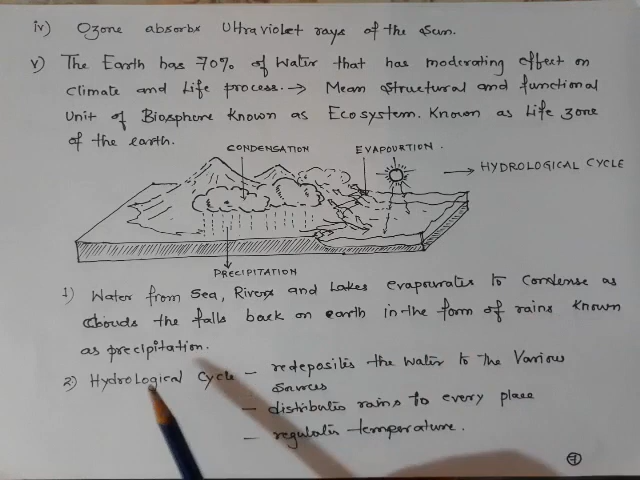 iv) Ozone absorbs Ultraviolet rays of the Sun.
v) The Earth has 70% of Water that has moderating effect on
climate and Life process. → Mean Structural and functional
Unit of Biosphere Known as Ecosystem. Known as Life zone
of the earth.
CONDENSATION
EVAPOURTION.
→ HYDROLOGICAL CYCLE
PRECIPITATION
1) Water from Sea, Rivers and Lakes evapourates to Condense as
Clouds the falls back on earth in the form of rains Known
as precipitation.
2) Hydrological Cycle - redeposites the Water to the Various
Sources
- distributes rains to every place
- regulates temperature.
7